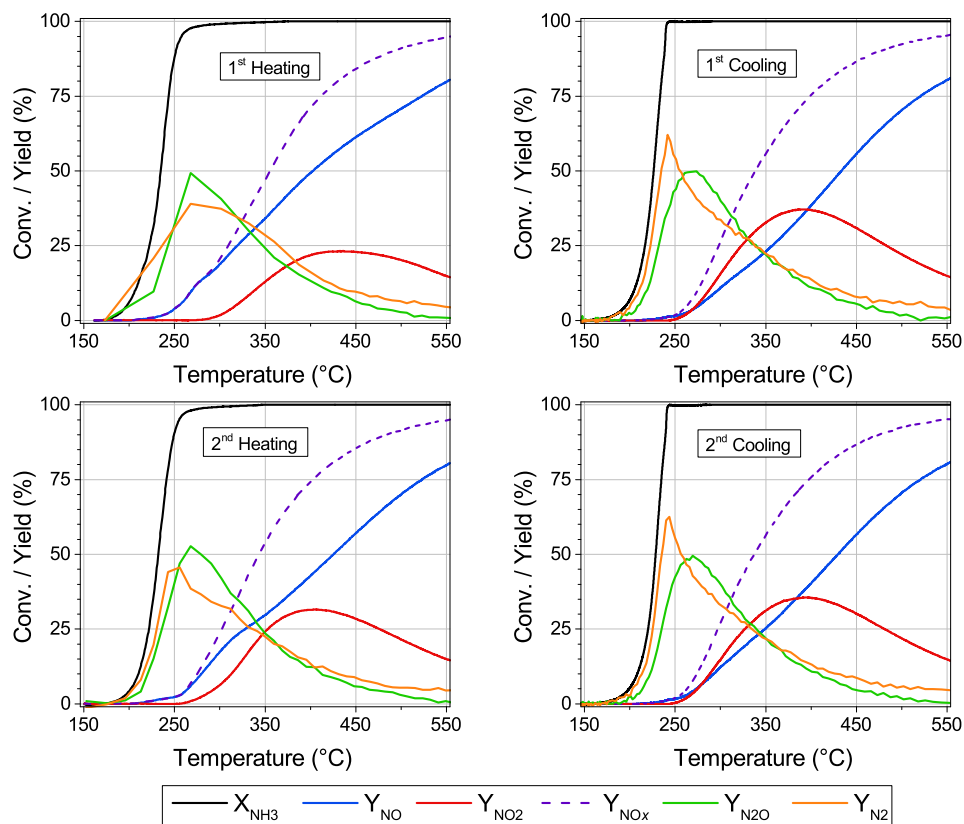 100
75
50
25
0
Conv. / Yield (%)
1st Heating
150 250 350 450 550
Temperature (°C)
100
75
50
25
0
Conv. / Yield (%)
1st Cooling
150 250 350 450 550
Temperature (°C)
100
75
50
25
0
Conv. / Yield (%)
2nd Heating
150 250 350 450 550
Temperature (°C)
100
75
50
25
0
Conv. / Yield (%)
2nd Cooling
150 250 350 450 550
Temperature (°C)
XNH3 YNO YNO2 YNOx YN2O YN2